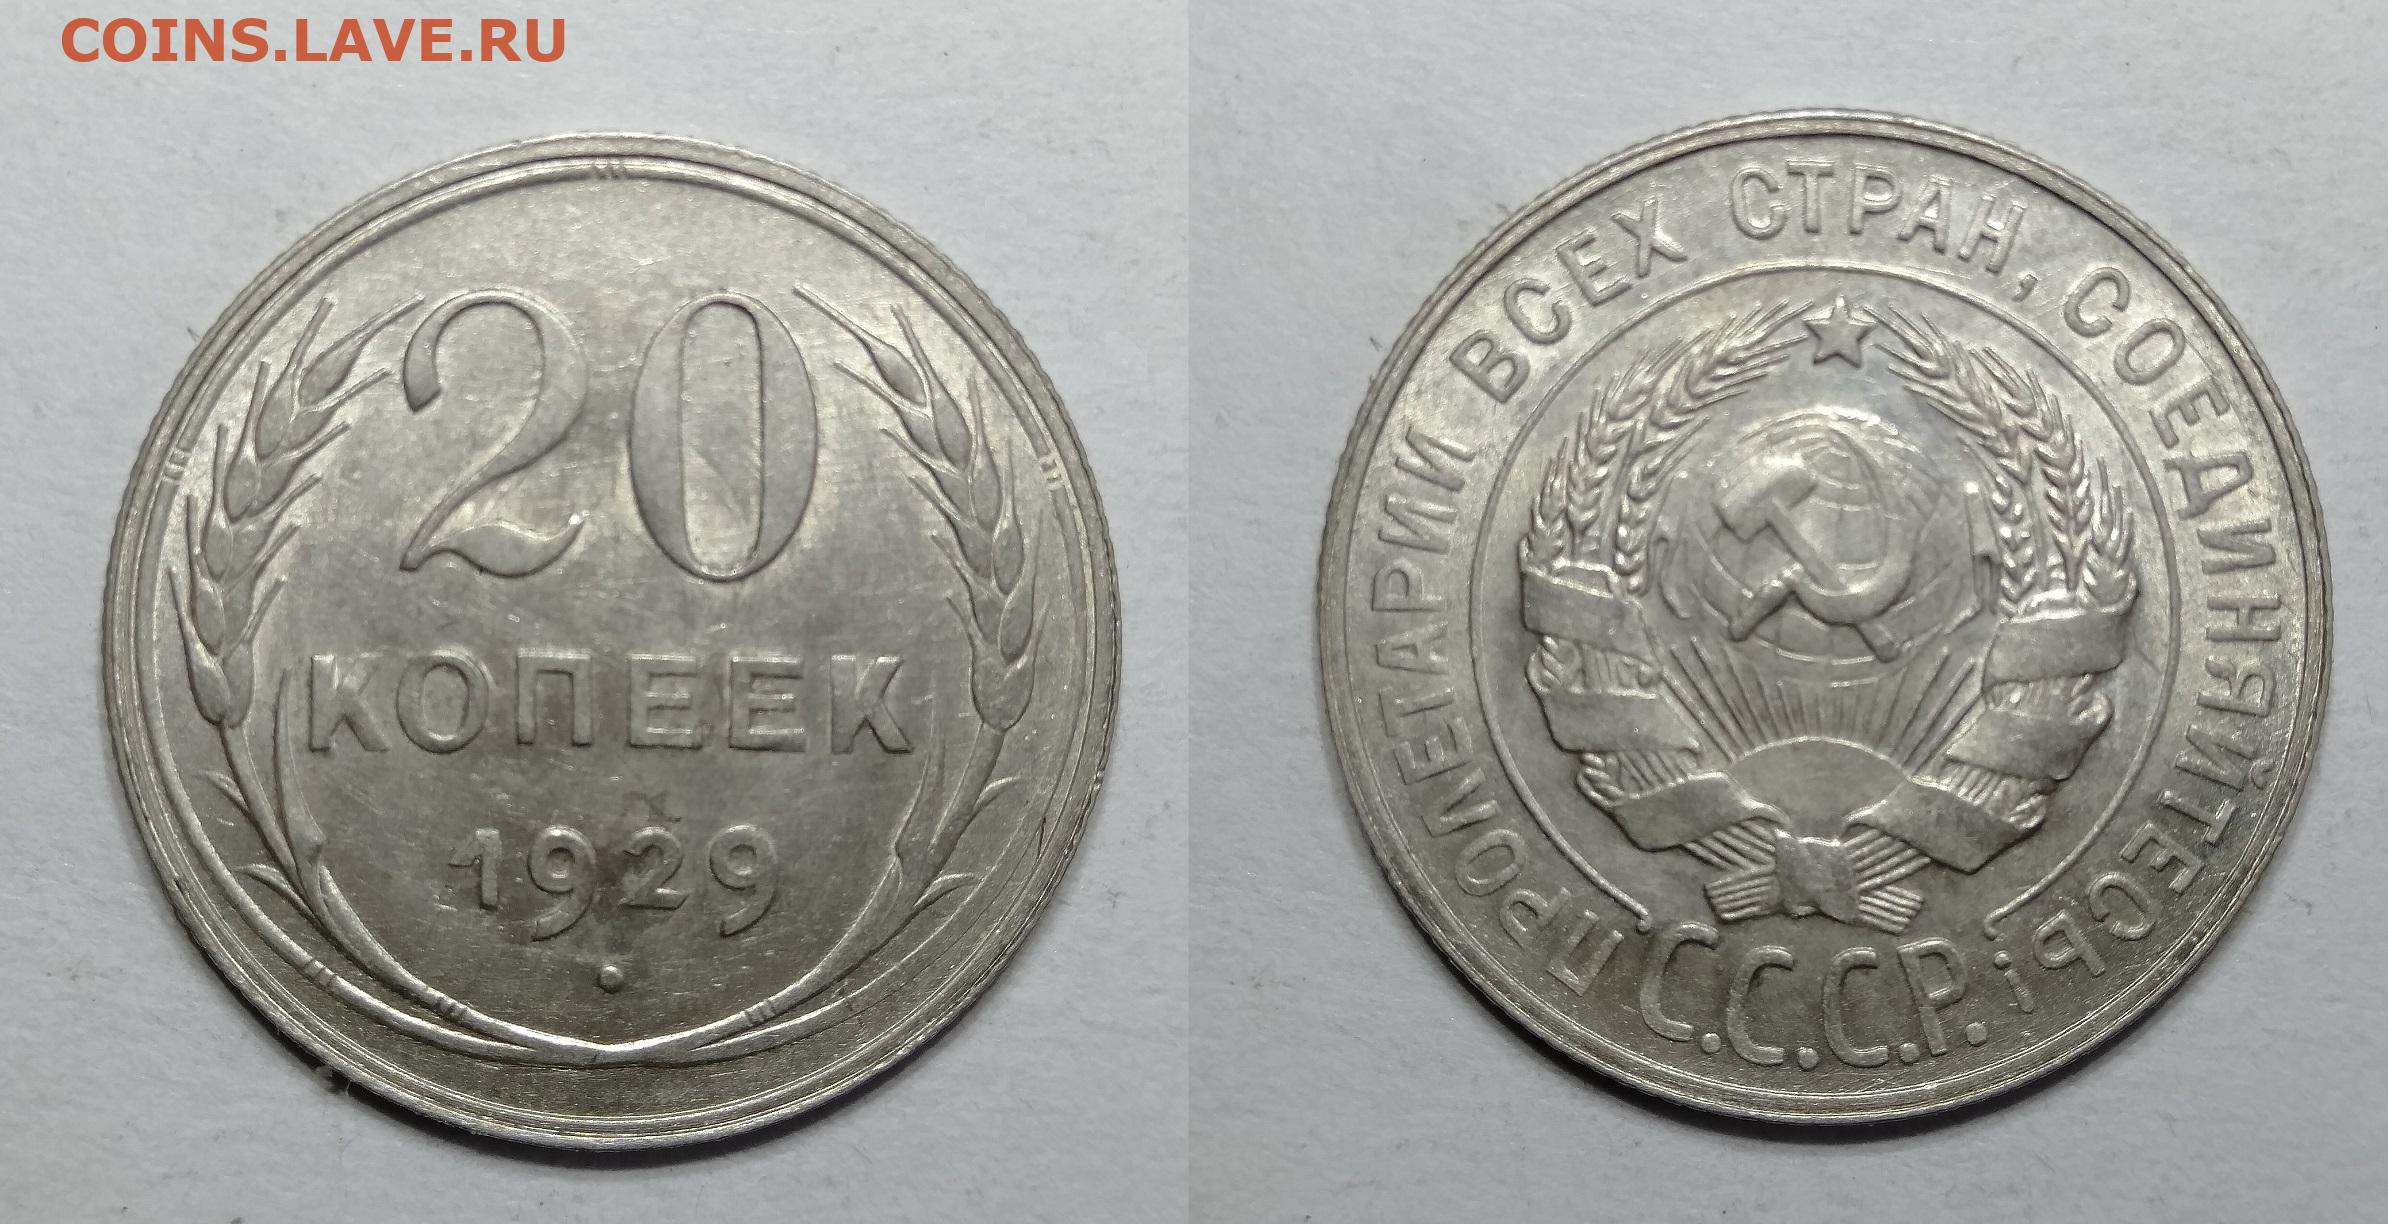 COINS.LAVE.RU
20
КОПЕЕК
1929
ПРОЛЕТАРИИ ВСЕХ СТРАН, СОЕДИНЯЙТЕСЬ!
С.С.С.Р.